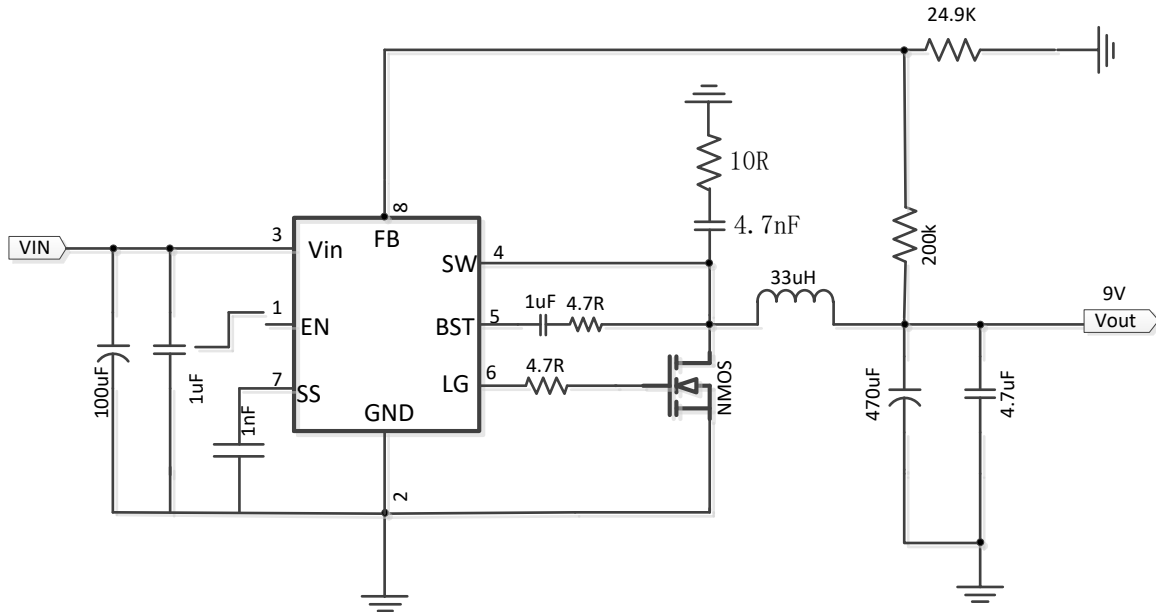 24.9K
10R
4.7nF
8
FB
VIN
3
Vin
SW
4
200k
33uH
9V
Vout
1
EN
1uF
4.7R
BST
5
100uF
1uF
7
SS
1nF
4.7R
LG
6
NMOS
GND
470uF
4.7uF
2